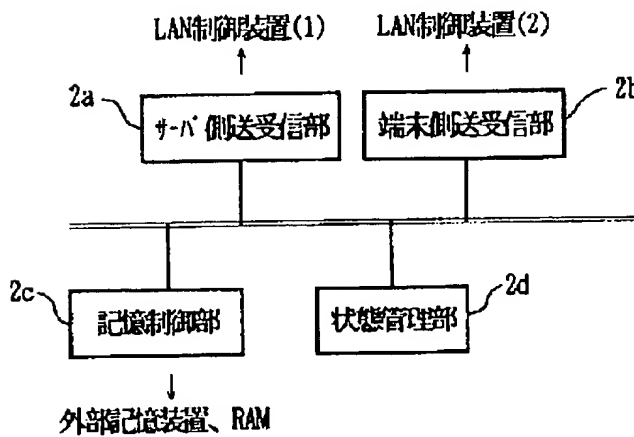 LAN制御装置(1)
LAN制御装置(2)
2a
サーバ側送受信部
2b
端末側送受信部
2c
記憶制御部
2d
状態管理部
外部記憶装置、RAM